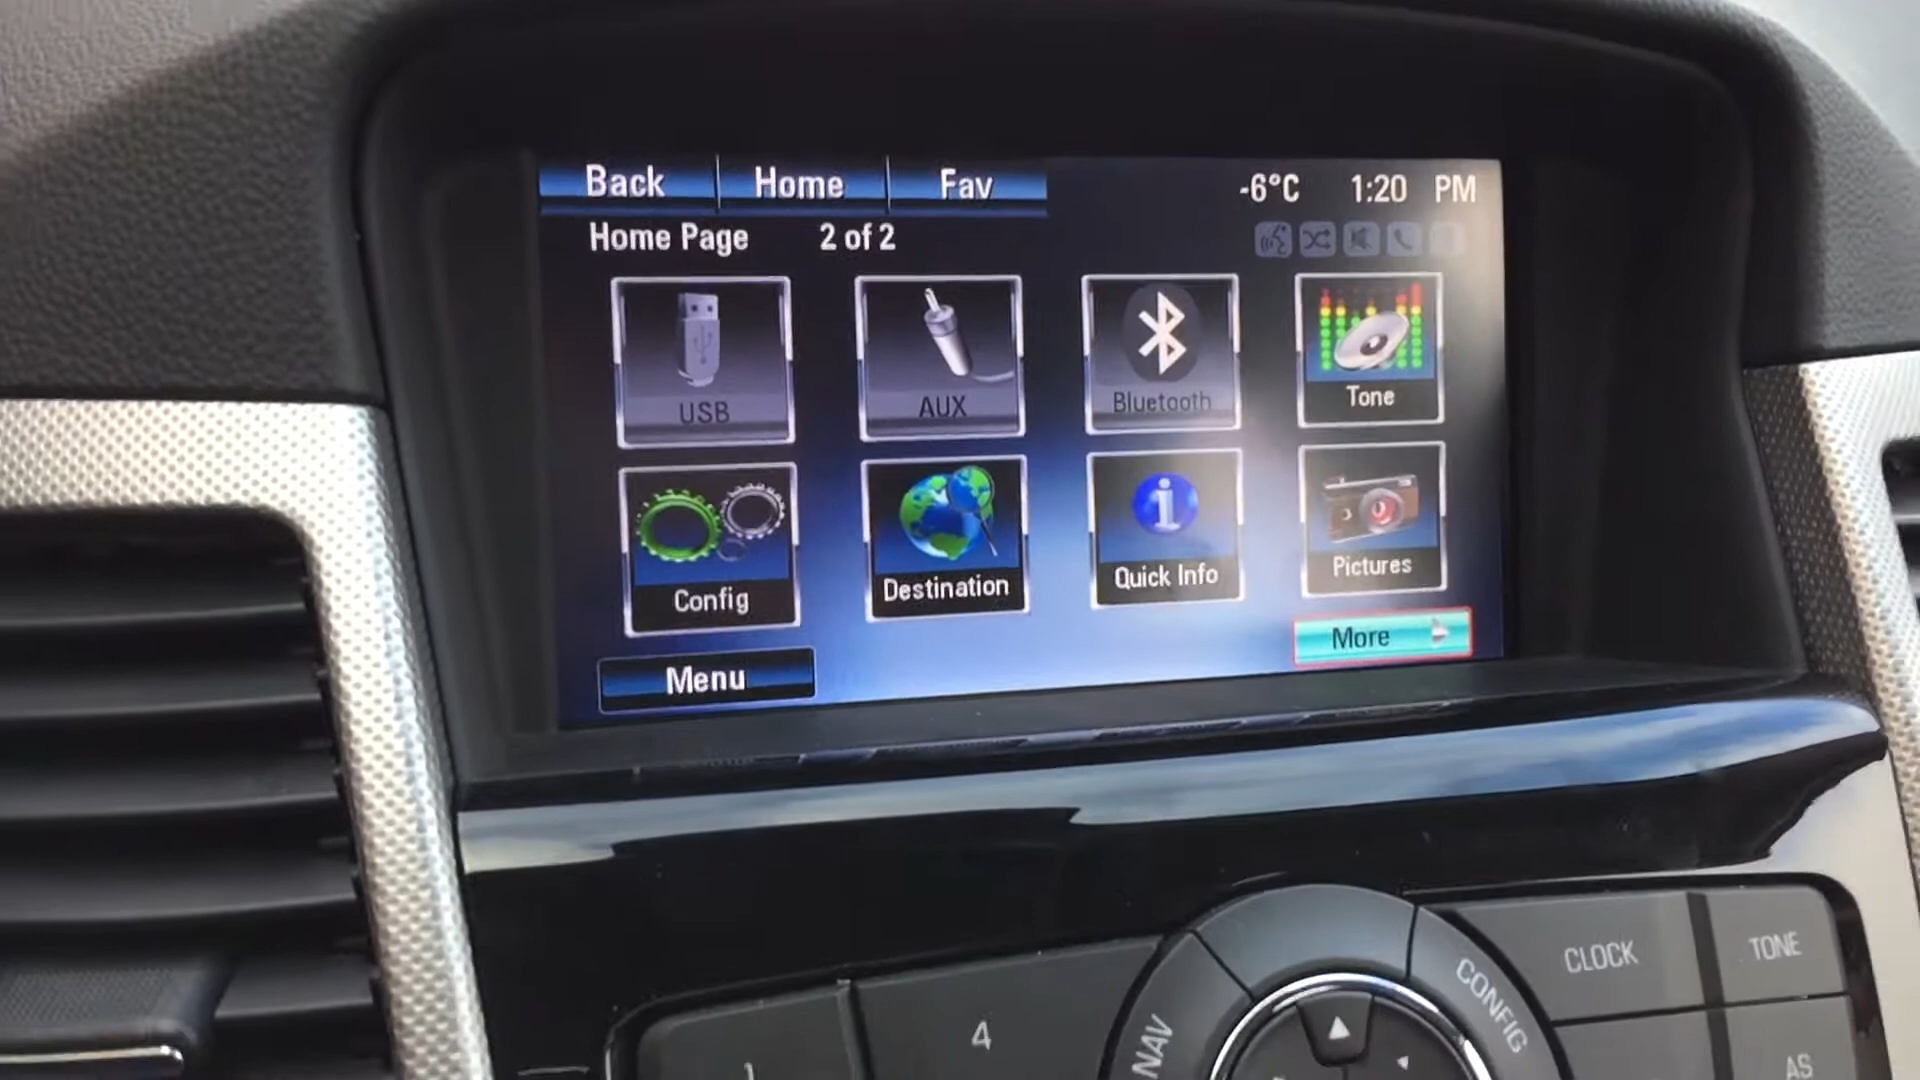 Back Home Fav -6°C 1:20 PM
Home Page 2 of 2
USB AUX Bluetooth Tone
Config Destination Quick Info Pictures
More
Menu
CLOCK TONE
NAV CONFIG
1 4 AS